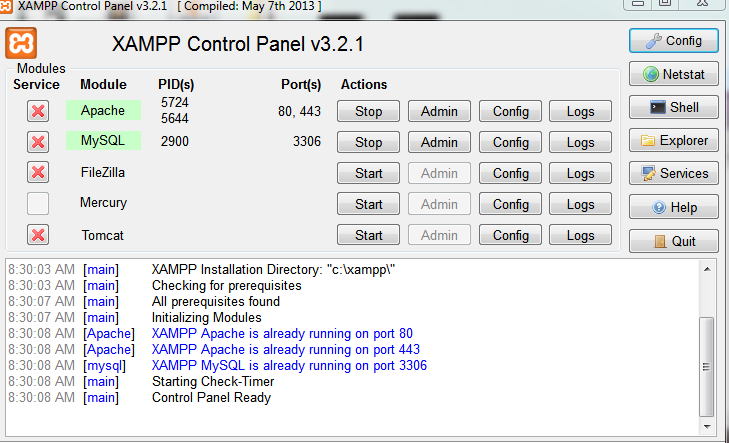 XAMPP Control Panel v3.2.1 [ Compiled: May 7th 2013 ]
XAMPP Control Panel v3.2.1
Config
Modules
Service Module PID(s) Port(s) Actions
Netstat
Apache 5724 5644 80, 443 Stop Admin Config Logs
Shell
MySQL 2900 3306 Stop Admin Config Logs
Explorer
FileZilla Start Admin Config Logs
Services
Mercury Start Admin Config Logs
Help
Tomcat Start Admin Config Logs
Quit
8:30:03 AM [main] XAMPP Installation Directory: "c:\xampp\"
8:30:03 AM [main] Checking for prerequisites
8:30:07 AM [main] All prerequisites found
8:30:07 AM [main] Initializing Modules
8:30:08 AM [Apache] XAMPP Apache is already running on port 80
8:30:08 AM [Apache] XAMPP Apache is already running on port 443
8:30:08 AM [mysql] XAMPP MySQL is already running on port 3306
8:30:08 AM [main] Starting Check-Timer
8:30:08 AM [main] Control Panel Ready